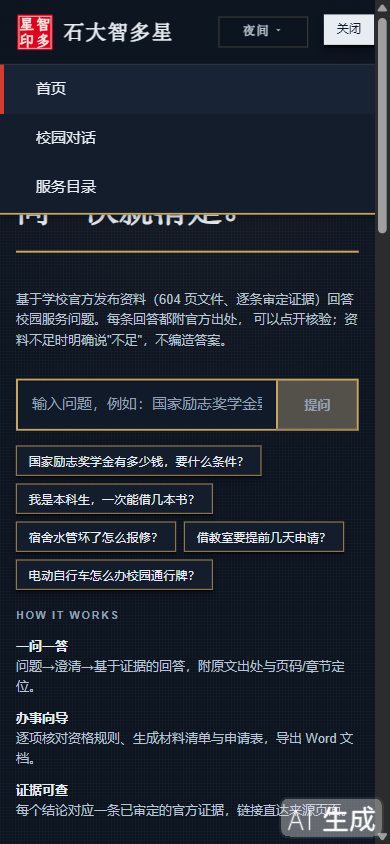 星智
印多
石大智多星
夜间
关闭
首页
校园对话
服务目录
基于学校官方发布资料（604 页文件、逐条审定证据）回答
校园服务问题。每条回答都附官方出处， 可以点开核验；资
料不足时明确说"不足"，不编造答案。
输入问题，例如：国家励志奖学金
提问
国家励志奖学金有多少钱，要什么条件？
我是本科生，一次能借几本书？
宿舍水管坏了怎么报修？
借教室要提前几天申请？
电动自行车怎么办校园通行牌？
HOW IT WORKS
一问一答
问题→澄清→基于证据的回答，附原文出处与页码/章节定
位。
办事向导
逐项核对资格规则、生成材料清单与申请表，导出 Word 文
档。
证据可查
每个结论对应一条已审定的官方证据，链接直达来源页面。
AI 生成